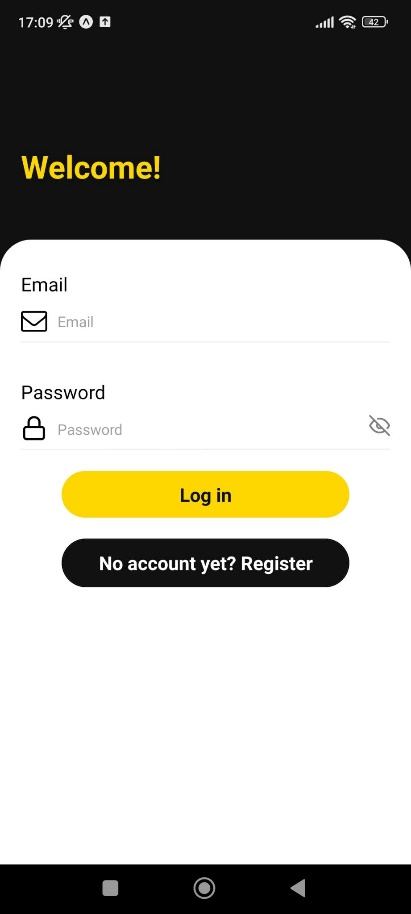 17:09
42
Welcome!
Email
Email
Password
Password
Log in
No account yet? Register